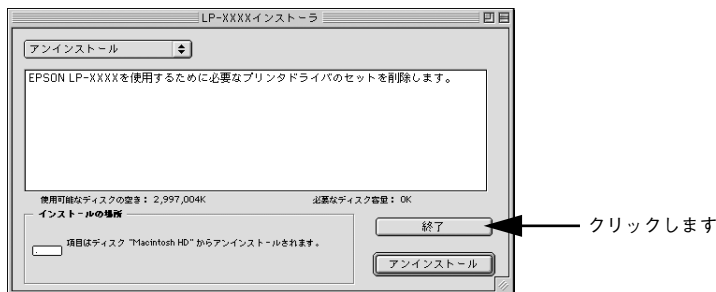 LP-XXXXインストーラ
アンインストール
EPSON LP-XXXXを使用するために必要なプリンタドライバのセットを削除します。
使用可能なディスクの空き： 2,997,004K
必要なディスク容量： 0K
インストールの場所
項目はディスク "Macintosh HD" からアンインストールされます。
終了
クリックします
アンインストール